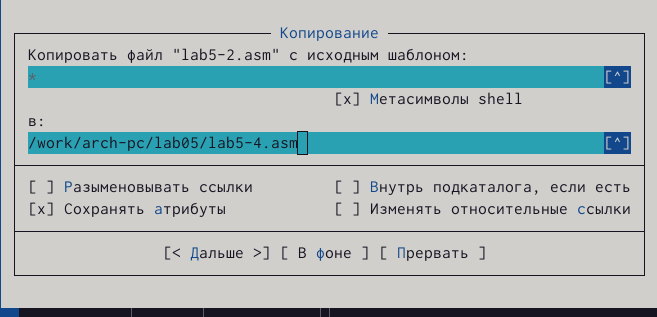 Копирование
Копировать файл "lab5-2.asm" с исходным шаблоном:
* [^]
[x] Метасимволы shell
в:
/work/arch-pc/lab05/lab5-4.asm [^]
[ ] Разыменовывать ссылки [ ] Внутрь подкаталога, если есть
[x] Сохранять атрибуты [ ] Изменять относительные ссылки
[< Дальше >] [ В фоне ] [ Прервать ]